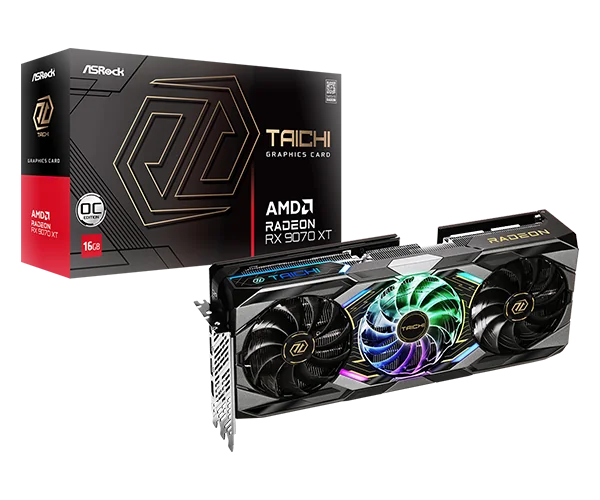 ASRock
TAICHI
GRAPHICS CARD
OC
EDITION
16GB
AMD
RADEON
RX 9070 XT
TAICHI
GRAPHICS CARD
AMD
RADEON
RX 9070 XT
TAICHI
RADEON
TAICHI